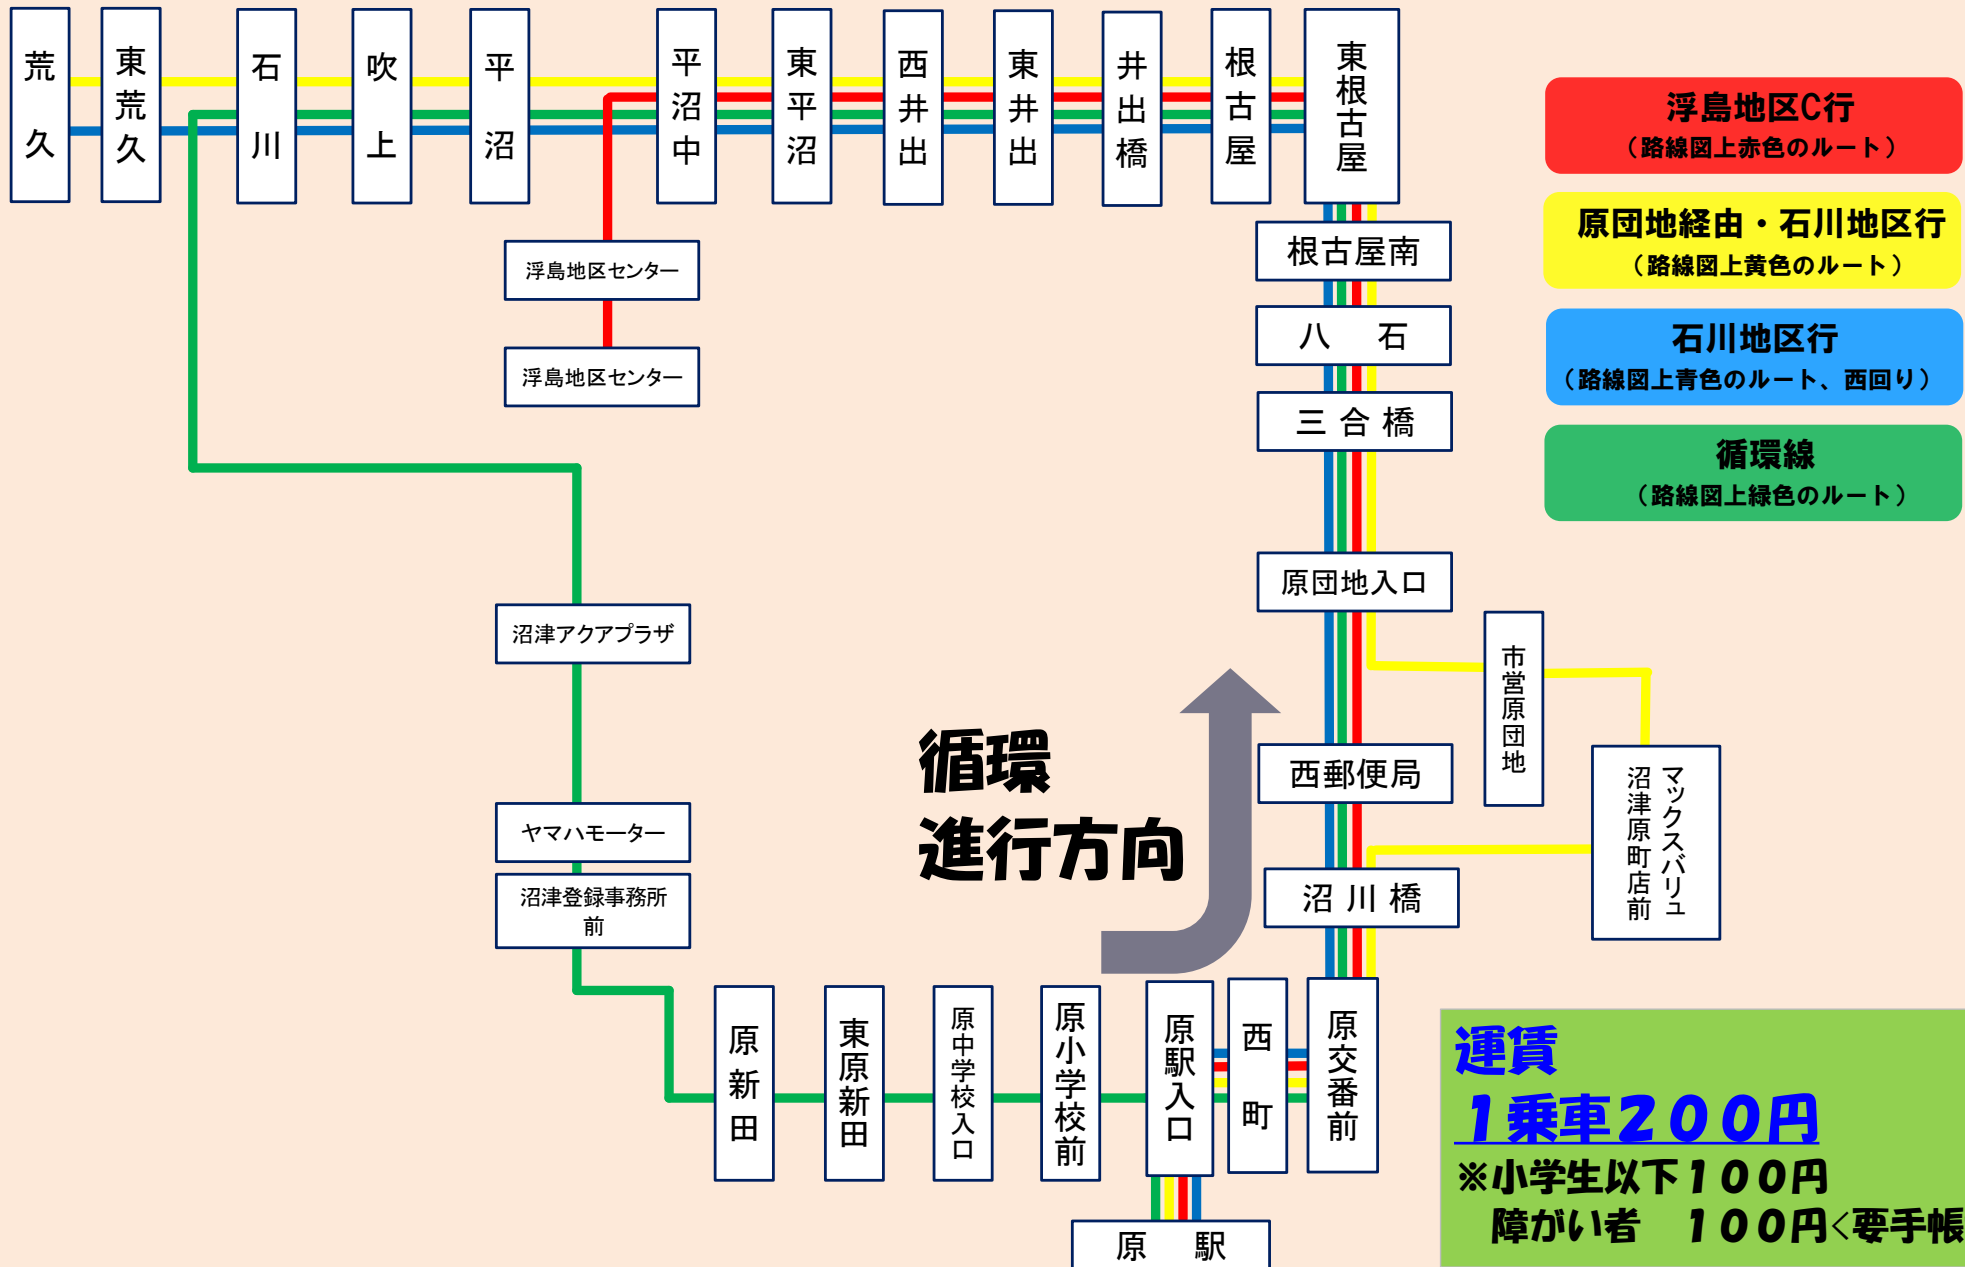 荒久
東荒久
石川
吹上
平沼
平沼中
東平沼
西井出
東井出
井出橋
根古屋
東根古屋
浮島地区C行
（路線図上赤色のルート）
原団地経由・石川地区行
（路線図上黄色のルート）
石川地区行
（路線図上青色のルート、西回り）
循環線
（路線図上緑色のルート）
浮島地区センター
浮島地区センター
根古屋南
八石
三合橋
原団地入口
市営原団地
マックスバリュ
沼津原町店前
西郵便局
沼川橋
沼津アクアプラザ
ヤマハモーター
沼津登録事務所
前
循環
進行方向
原新田
東原新田
原中学校入口
原小学校前
原駅入口
西町
原交番前
原駅
運賃
1乗車200円
※小学生以下100円
障がい者　100円<要手帳